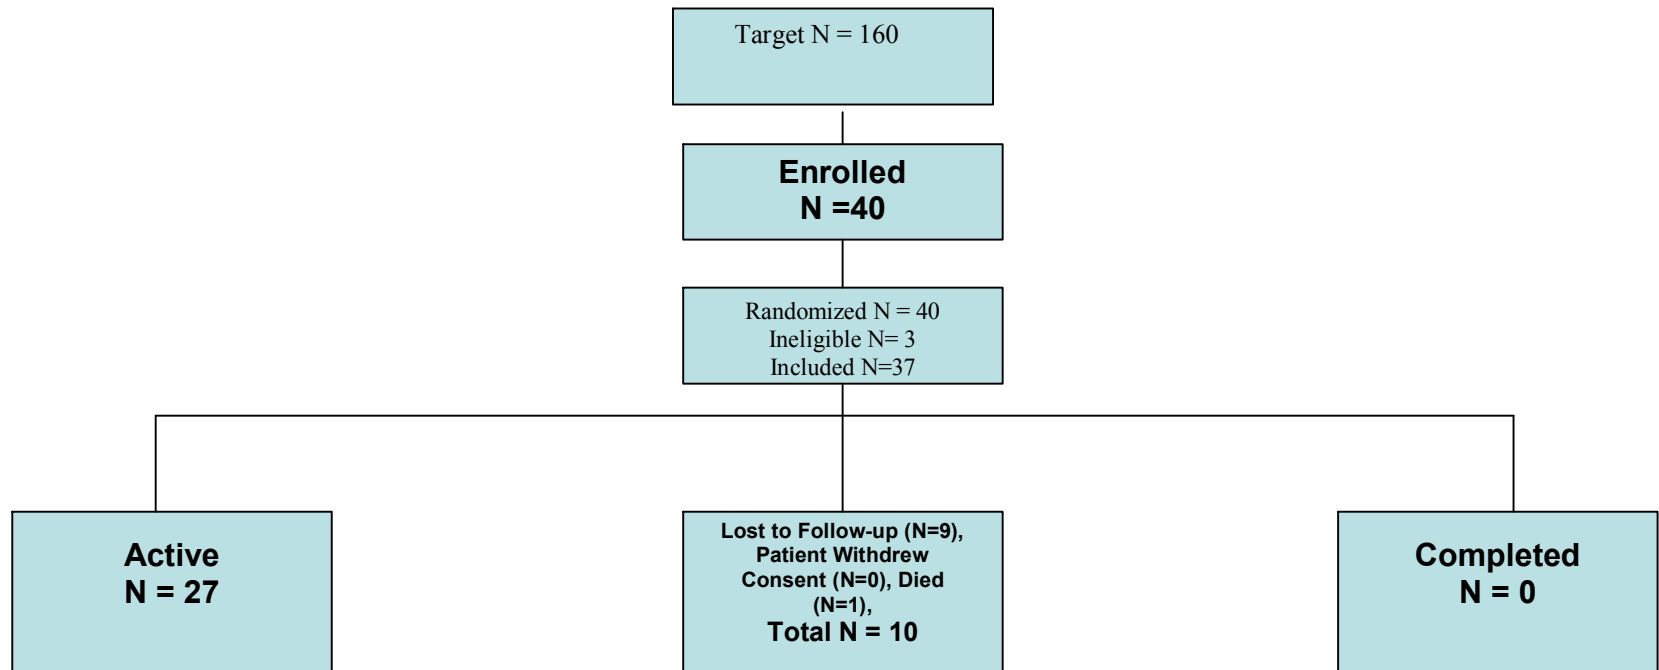 Target N = 160
Enrolled
N =40
Randomized N = 40
Ineligible N= 3
Included N=37
Active
N = 27
Lost to Follow-up (N=9),
Patient Withdrew
Consent (N=0), Died
(N=1),
Total N = 10
Completed
N = 0